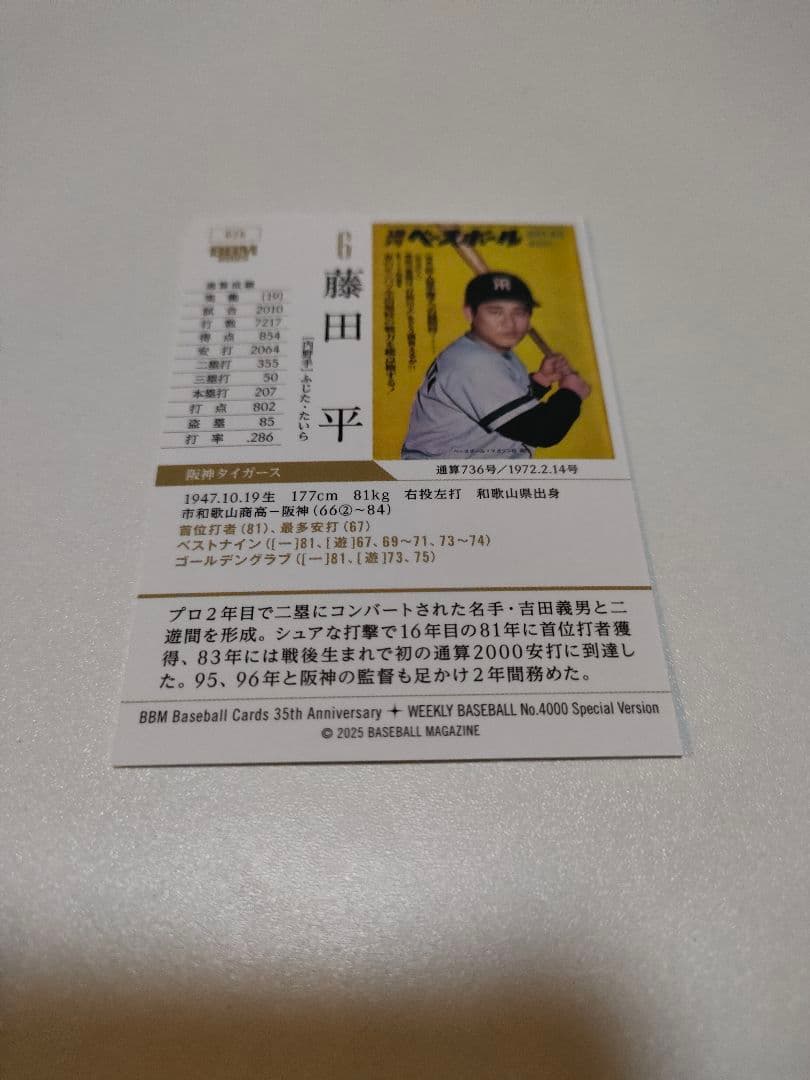 BBM
6
藤田 平
[内野手]ふじた・たいら
通算成績
実働 (19)
試合 2010
打数 7217
得点 854
安打 2064
二塁打 355
三塁打 50
本塁打 207
打点 802
盗塁 85
打率 .286
週刊ベースボール
通算736号/1972.2.14号
阪神タイガース
1947.10.19生 177cm 81kg 右投左打 和歌山県出身
市和歌山商高−阪神(66②〜84)
首位打者(81)、最多安打(67)
ベストナイン([一]81、[遊]67、69〜71、73〜74)
ゴールデングラブ([一]81、[遊]73、75)
プロ2年目で二塁にコンバートされた名手・吉田義男と二
遊間を形成。シュアな打撃で16年目の81年に首位打者獲
得、83年には戦後生まれで初の通算2000安打に到達し
た。95、96年と阪神の監督も足かけ2年間務めた。
BBM Baseball Cards 35th Anniversary ✦ WEEKLY BASEBALL No.4000 Special Version
© 2025 BASEBALL MAGAZINE